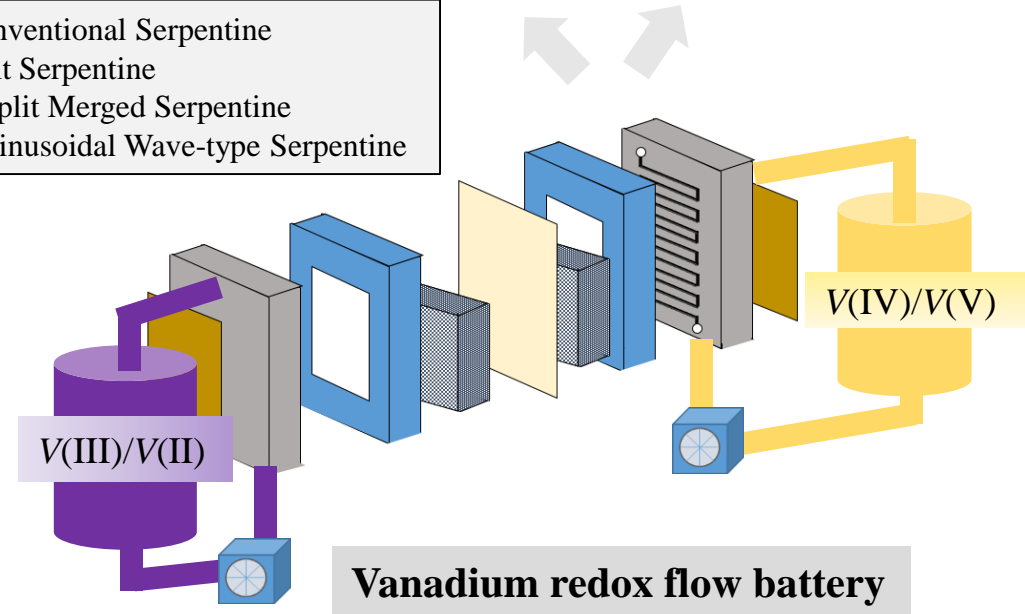 nventional Serpentine
t Serpentine
plit Merged Serpentine
inusoidal Wave-type Serpentine
V(IV)/V(V)
V(III)/V(II)
Vanadium redox flow battery